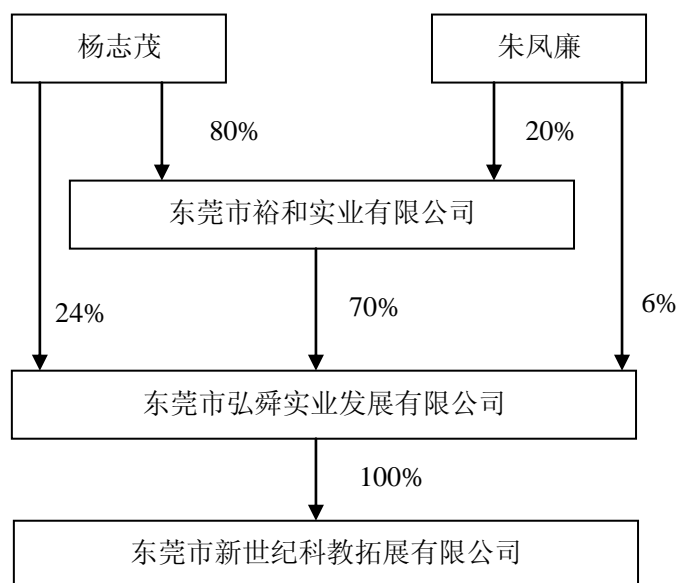 杨志茂
朱凤廉
80%
20%
东莞市裕和实业有限公司
24%
70%
6%
东莞市弘舜实业发展有限公司
100%
东莞市新世纪科教拓展有限公司